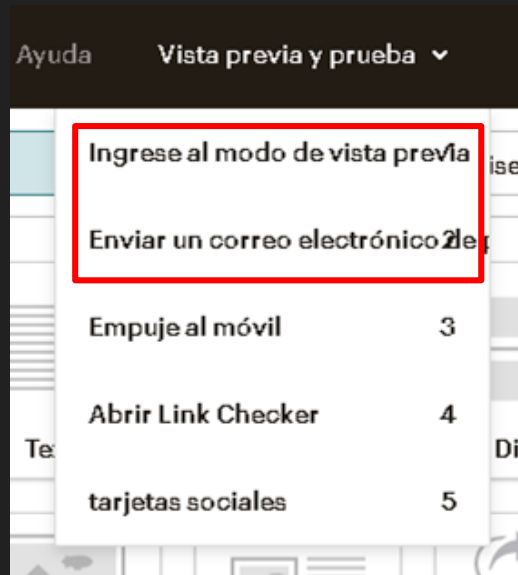 Ayuda Vista previa y prueba
Ingrese al modo de vista previa
Enviar un correo electrónico de
Empuje al móvil 3
Abrir Link Checker 4
tarjetas sociales 5